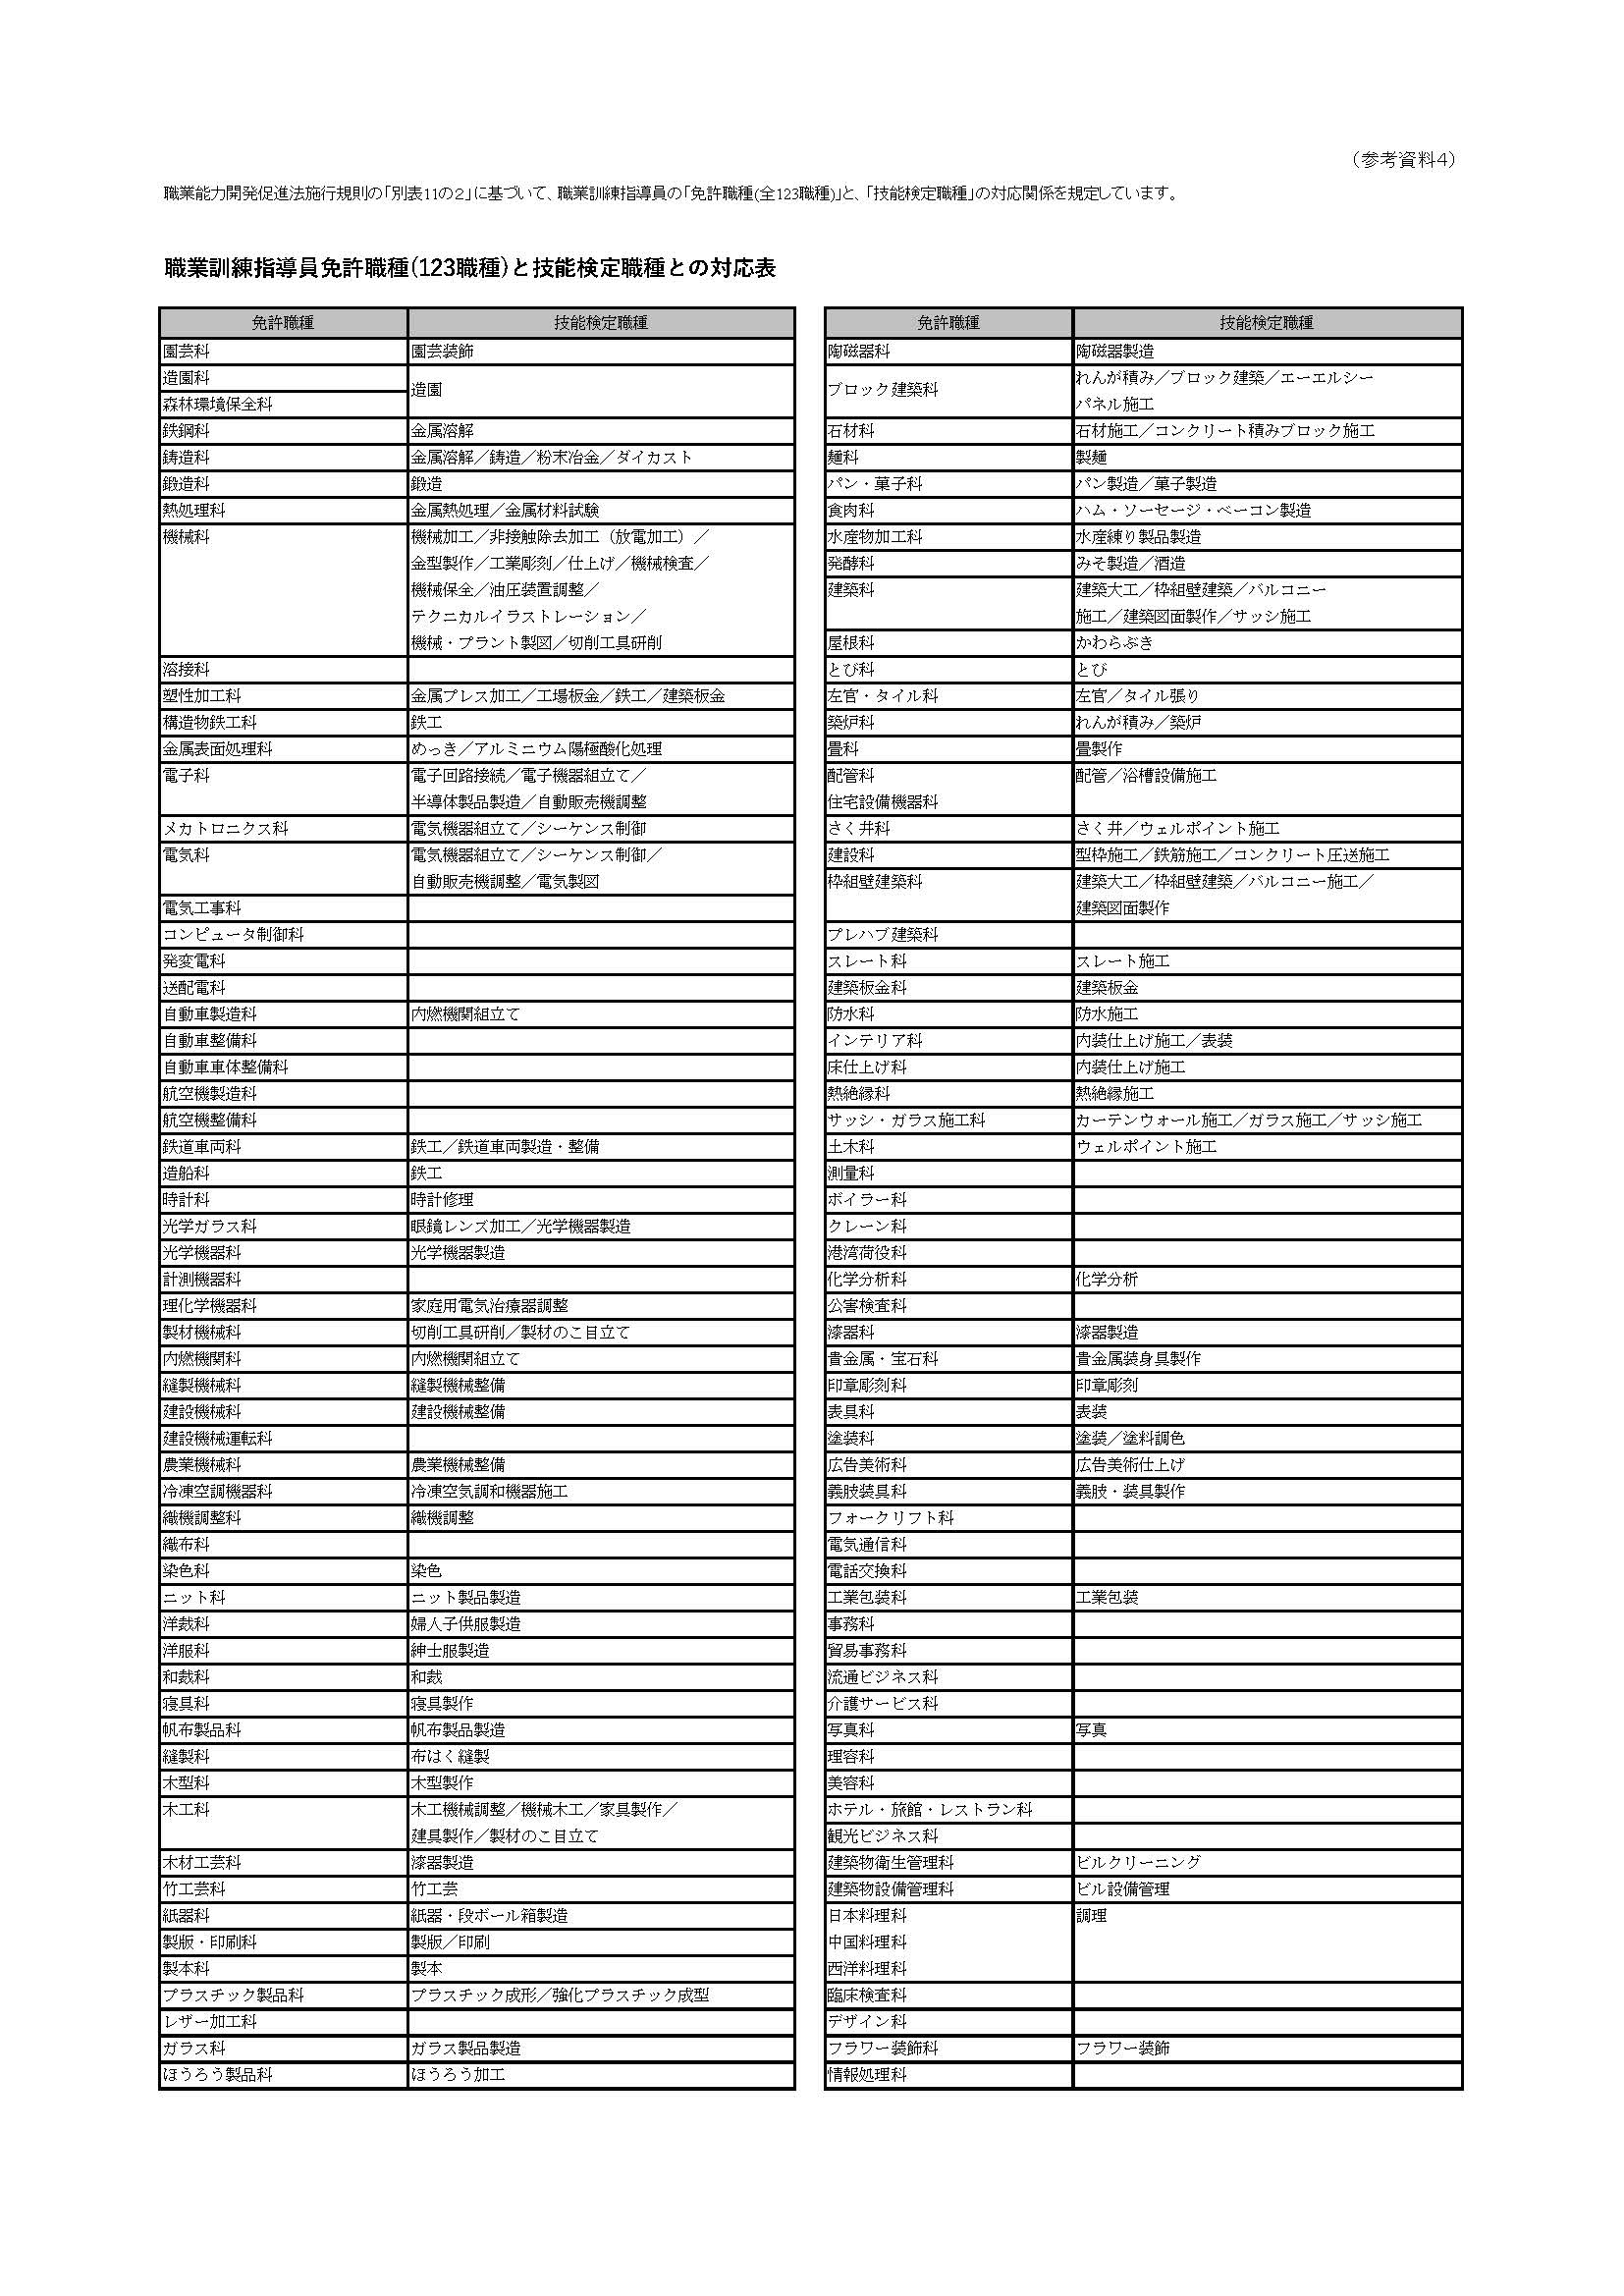 （参考資料４）
職業能力開発促進法施行規則の「別表11の２」に基づいて、職業訓練指導員の「免許職種(全123職種)」と、「技能検定職種」の対応関係を規定しています。
職業訓練指導員免許職種(123職種)と技能検定職種との対応表
免許職種 技能検定職種
園芸科 園芸装飾
造園科 造園
森林環境保全科
鉄鋼科 金属溶解
鋳造科 金属溶解／鋳造／粉末冶金／ダイカスト
鍛造科 鍛造
熱処理科 金属熱処理／金属材料試験
機械科 機械加工／非接触除去加工（放電加工）／
金型製作／工業彫刻／仕上げ／機械検査／
機械保全／油圧装置調整／
テクニカルイラストレーション／
機械・プラント製図／切削工具研削
溶接科
塑性加工科 金属プレス加工／工場板金／鉄工／建築板金
構造物鉄工科 鉄工
金属表面処理科 めっき／アルミニウム陽極酸化処理
電子科 電子回路接続／電子機器組立て／
半導体製品製造／自動販売機調整
メカトロニクス科 電気機器組立て／シーケンス制御
電気科 電気機器組立て／シーケンス制御／
自動販売機調整／電気製図
電気工事科
コンピュータ制御科
発変電科
送配電科
自動車製造科 内燃機関組立て
自動車整備科
自動車車体整備科
航空機製造科
航空機整備科
鉄道車両科 鉄工／鉄道車両製造・整備
造船科 鉄工
時計科 時計修理
光学ガラス科 眼鏡レンズ加工／光学機器製造
光学機器科 光学機器製造
計測機器科
理化学機器科 家庭用電気治療器調整
製材機械科 切削工具研削／製材のこ目立て
内燃機関科 内燃機関組立て
縫製機械科 縫製機械整備
建設機械科 建設機械整備
建設機械運転科
農業機械科 農業機械整備
冷凍空調機器科 冷凍空気調和機器施工
織機調整科 織機調整
織布科
染色科 染色
ニット科 ニット製品製造
洋裁科 婦人子供服製造
洋服科 紳士服製造
和裁科 和裁
寝具科 寝具製作
帆布製品科 帆布製品製造
縫製科 布はく縫製
木型科 木型製作
木工科 木工機械調整／機械木工／家具製作／
建具製作／製材のこ目立て
木材工芸科 漆器製造
竹工芸科 竹工芸
紙器科 紙器・段ボール箱製造
製版・印刷科 製版／印刷
製本科 製本
プラスチック製品科 プラスチック成形／強化プラスチック成型
レザー加工科
ガラス科 ガラス製品製造
ほうろう製品科 ほうろう加工
免許職種 技能検定職種
陶磁器科 陶磁器製造
ブロック建築科 れんが積み／ブロック建築／エーエルシー
パネル施工
石材科 石材施工／コンクリート積みブロック施工
麺科 製麺
パン・菓子科 パン製造／菓子製造
食肉科 ハム・ソーセージ・ベーコン製造
水産物加工科 水産練り製品製造
発酵科 みそ製造／酒造
建築科 建築大工／枠組壁建築／バルコニー
施工／建築図面製作／サッシ施工
屋根科 かわらぶき
とび科 とび
左官・タイル科 左官／タイル張り
築炉科 れんが積み／築炉
畳科 畳製作
配管科 配管／浴槽設備施工
住宅設備機器科
さく井科 さく井／ウェルポイント施工
建設科 型枠施工／鉄筋施工／コンクリート圧送施工
枠組壁建築科 建築大工／枠組壁建築／バルコニー施工／
建築図面製作
プレハブ建築科
スレート科 スレート施工
建築板金科 建築板金
防水科 防水施工
インテリア科 内装仕上げ施工／表装
床仕上げ科 内装仕上げ施工
熱絶縁科 熱絶縁施工
サッシ・ガラス施工科 カーテンウォール施工／ガラス施工／サッシ施工
土木科 ウェルポイント施工
測量科
ボイラー科
クレーン科
港湾荷役科
化学分析科 化学分析
公害検査科
漆器科 漆器製造
貴金属・宝石科 貴金属装身具製作
印章彫刻科 印章彫刻
表具科 表装
塗装科 塗装／塗料調色
広告美術科 広告美術仕上げ
義肢装具科 義肢・装具製作
フォークリフト科
電気通信科
電話交換科
工業包装科 工業包装
事務科
貿易事務科
流通ビジネス科
介護サービス科
写真科 写真
理容科
美容科
ホテル・旅館・レストラン科
観光ビジネス科
建築物衛生管理科 ビルクリーニング
建築物設備管理科 ビル設備管理
日本料理科 調理
中国料理科
西洋料理科
臨床検査科
デザイン科
フラワー装飾科 フラワー装飾
情報処理科